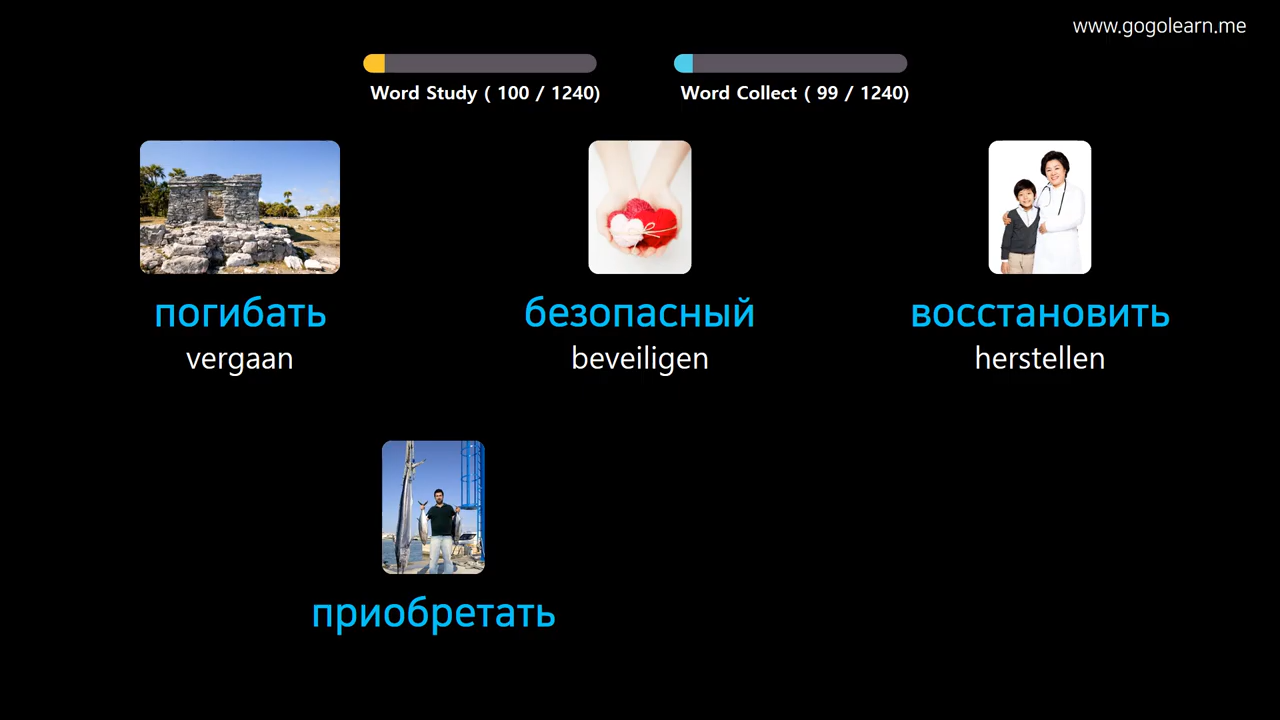 www.gogolearn.me
Word Study ( 100 / 1240)
Word Collect ( 99 / 1240)
погибать
vergaan
безопасный
beveiligen
восстановить
herstellen
приобретать